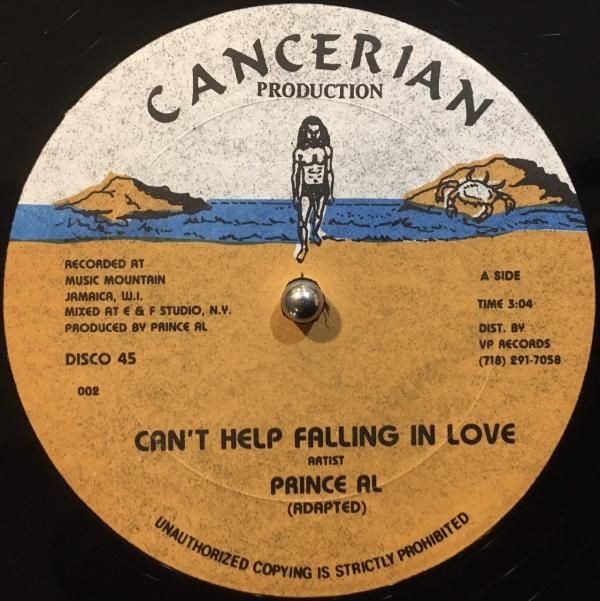 CANCERIAN
PRODUCTION
RECORDED AT
MUSIC MOUNTAIN
JAMAICA, W.I.
MIXED AT E & F STUDIO, N.Y.
PRODUCED BY PRINCE AL
DISCO 45
002
A SIDE
TIME 3:04
DIST. BY
VP RECORDS
(718) 291-7058
CAN'T HELP FALLING IN LOVE
ARTIST
PRINCE AL
(ADAPTED)
UNAUTHORIZED COPYING IS STRICTLY PROHIBITED